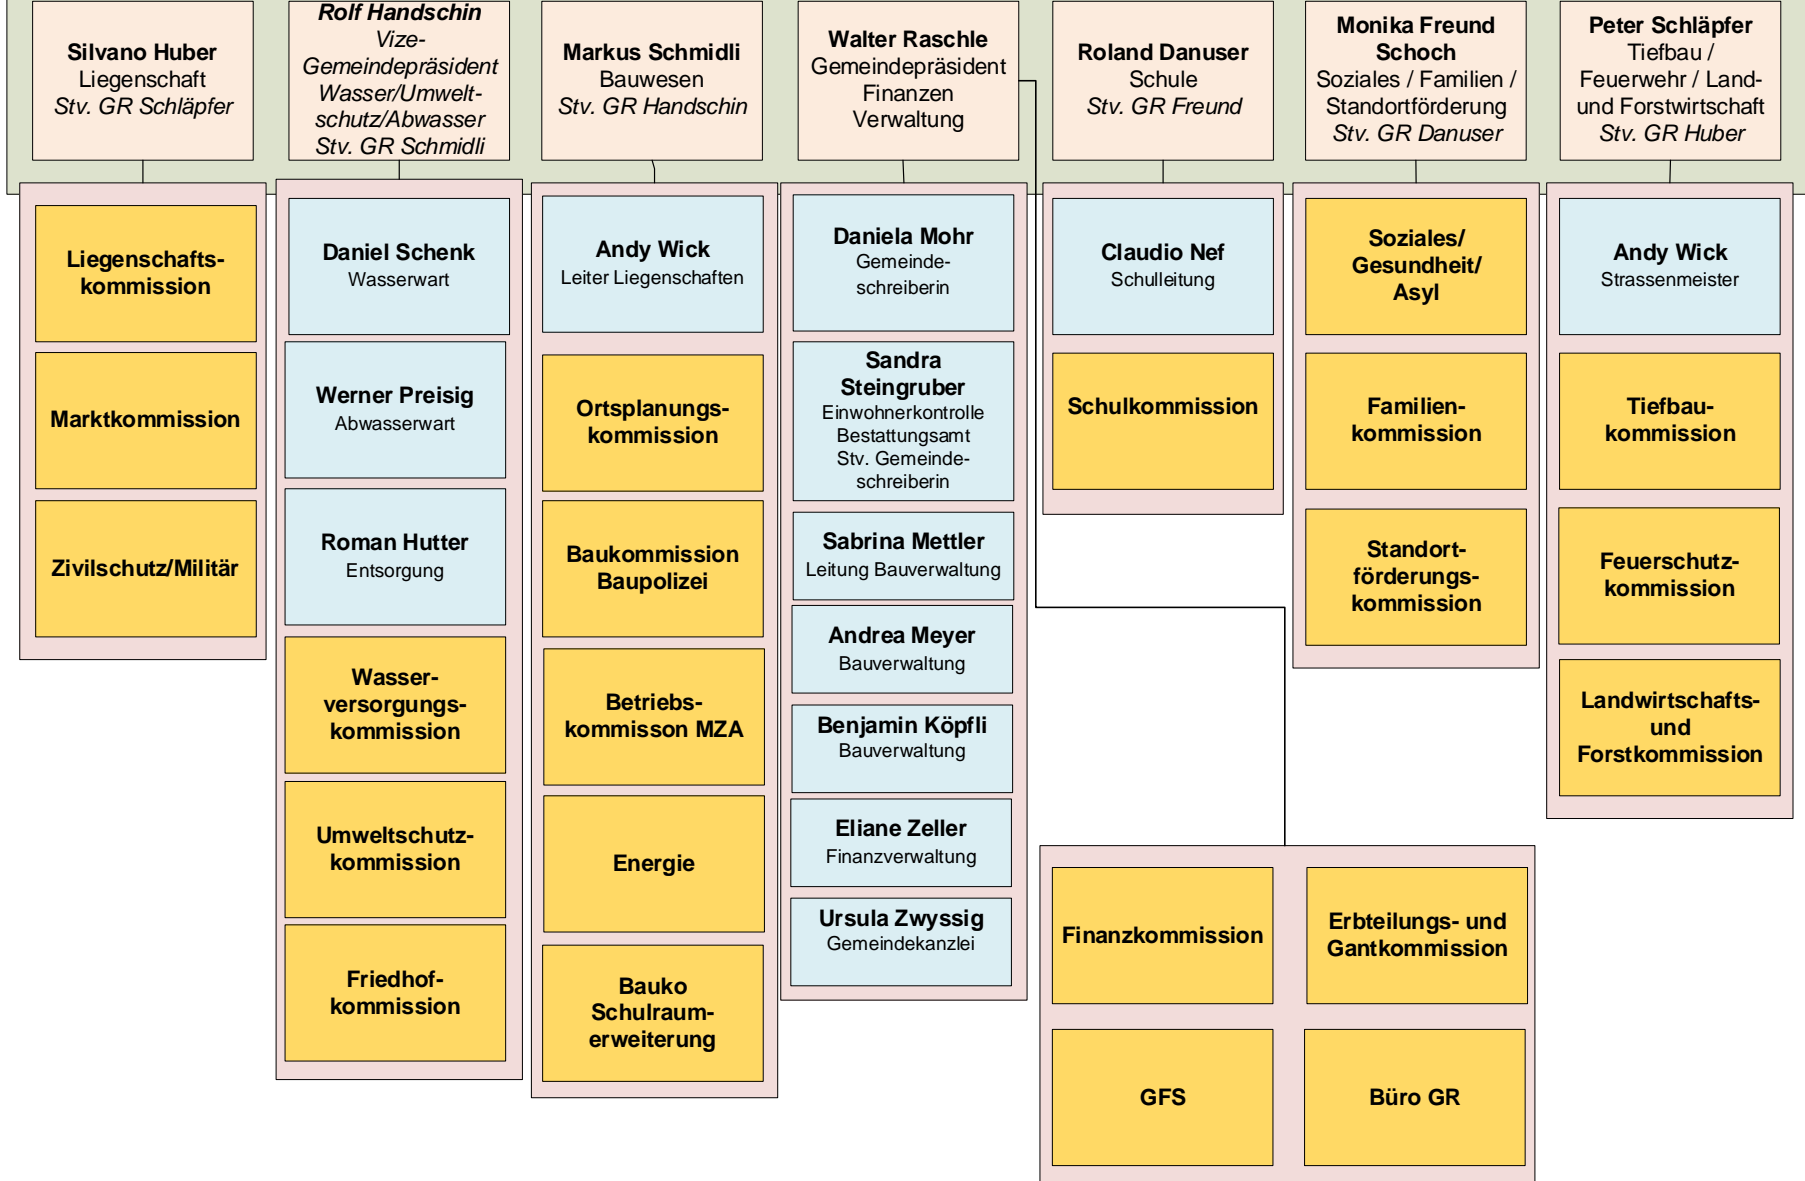 Silvano Huber
Liegenschaft
Stv. GR Schläpfer
Rolf Handschin
Vize-
Gemeindepräsident
Wasser/Umwelt-
schutz/Abwasser
Stv. GR Schmidli
Markus Schmidli
Bauwesen
Stv. GR Handschin
Walter Raschle
Gemeindepräsident
Finanzen
Verwaltung
Roland Danuser
Schule
Stv. GR Freund
Monika Freund
Schoch
Soziales / Familien /
Standortförderung
Stv. GR Danuser
Peter Schläpfer
Tiefbau /
Feuerwehr / Land-
und Forstwirtschaft
Stv. GR Huber
Liegenschafts-
kommission
Marktkommission
Zivilschutz/Militär
Daniel Schenk
Wasserwart
Werner Preisig
Abwasserwart
Roman Hutter
Entsorgung
Wasser-
versorgungs-
kommission
Umweltschutz-
kommission
Friedhof-
kommission
Andy Wick
Leiter Liegenschaften
Ortsplanungs-
kommission
Baukommission
Baupolizei
Betriebs-
kommisson MZA
Energie
Bauko
Schulraum-
erweiterung
Daniela Mohr
Gemeinde-
schreiberin
Sandra
Steingruber
Einwohnerkontrolle
Bestattungsamt
Stv. Gemeinde-
schreiberin
Sabrina Mettler
Leitung Bauverwaltung
Andrea Meyer
Bauverwaltung
Benjamin Köpfli
Bauverwaltung
Eliane Zeller
Finanzverwaltung
Ursula Zwyssig
Gemeindekanzlei
Claudio Nef
Schulleitung
Schulkommission
Soziales/
Gesundheit/
Asyl
Familien-
kommission
Standort-
förderungs-
kommission
Andy Wick
Strassenmeister
Tiefbau-
kommission
Feuerschutz-
kommission
Landwirtschafts-
und
Forstkommission
Finanzkommission
Erbteilungs- und
Gantkommission
GFS
Büro GR